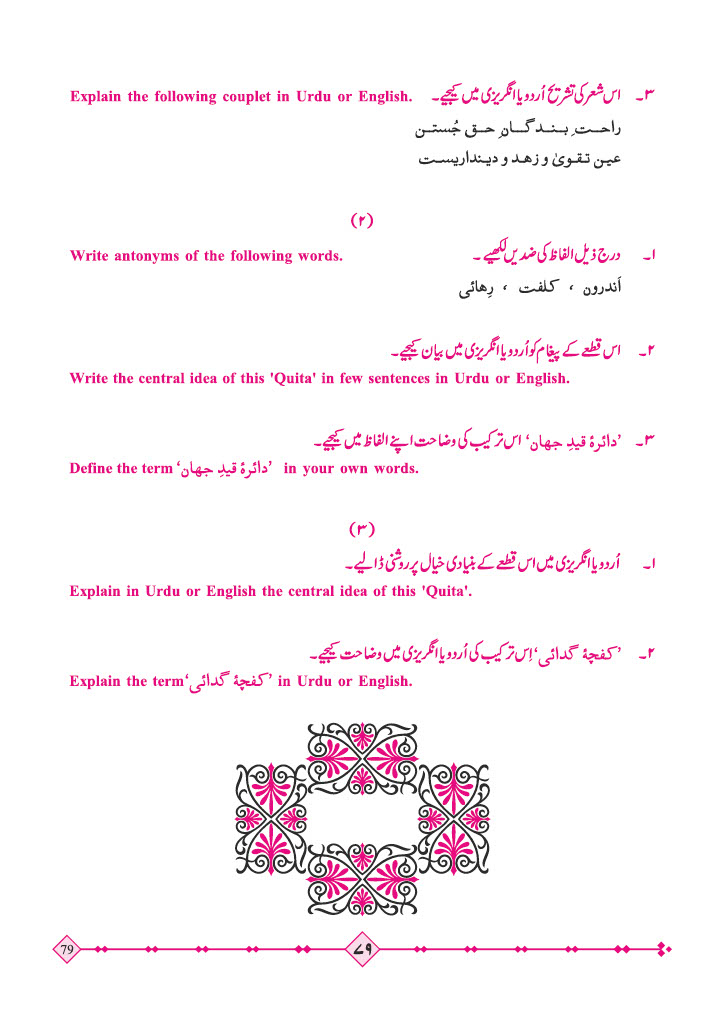 ۳۔ اس شعر کی تشریح اُردو یا انگریزی میں کیجیے۔ Explain the following couplet in Urdu or English.
راحتِ بندگانِ حق جُستن
عین تقویٰ و زهد و دینداریست
(۲)
۱۔ درج ذیل الفاظ کی ضدیں لکھیے ۔ Write antonyms of the following words.
اَندرون ، کلفت ، رِهائی
۲۔ اس قطعے کے پیغام کو اُردو یا انگریزی میں بیان کیجیے۔
Write the central idea of this 'Quita' in few sentences in Urdu or English.
۳۔ ’دائرۂ قیدِ جهان‘ اس ترکیب کی وضاحت اپنے الفاظ میں کیجیے۔
Define the term ’دائرۂ قیدِ جهان‘ in your own words.
(۳)
۱۔ اُردو یا انگریزی میں اس قطعے کے بنیادی خیال پر روشنی ڈالیے۔
Explain in Urdu or English the central idea of this 'Quita'.
۲۔ ’کفچۂ گدائی‘ اِس ترکیب کی اُردو یا انگریزی میں وضاحت کیجیے۔
Explain the term ’کفچۂ گدائی‘ in Urdu or English.
79
۷۹